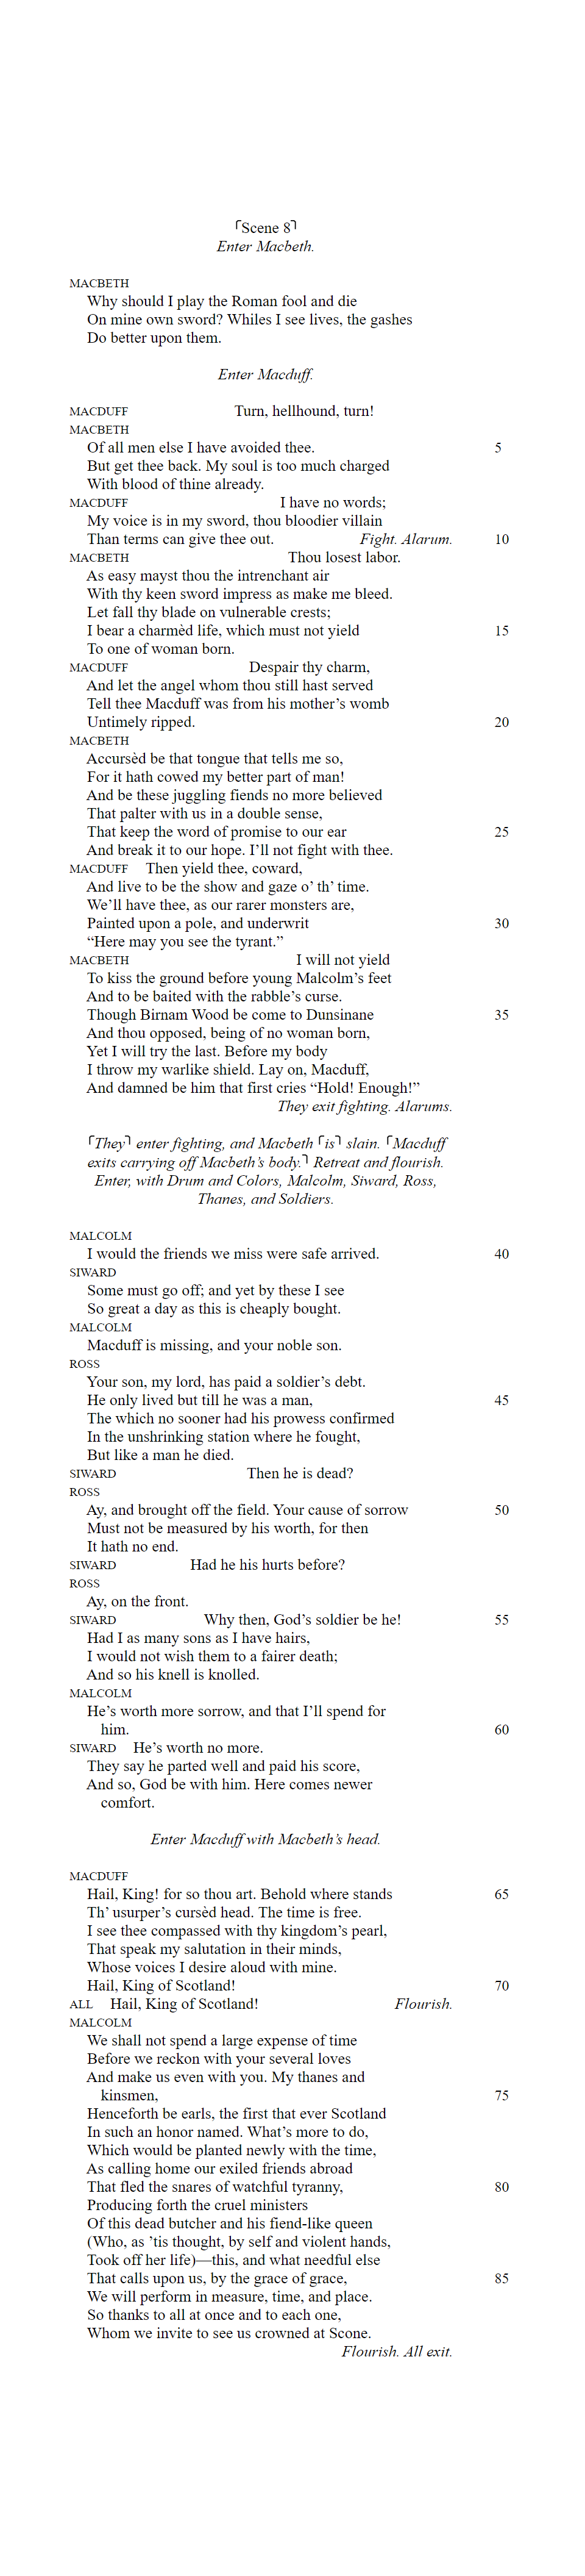 ⌜Scene 8⌝
Enter Macbeth.
MACBETH
Why should I play the Roman fool and die
On mine own sword? Whiles I see lives, the gashes
Do better upon them.
Enter Macduff.
MACDUFF Turn, hellhound, turn!
MACBETH
Of all men else I have avoided thee. 5
But get thee back. My soul is too much charged
With blood of thine already.
MACDUFF I have no words;
My voice is in my sword, thou bloodier villain
Than terms can give thee out. Fight. Alarum. 10
MACBETH Thou losest labor.
As easy mayst thou the intrenchant air
With thy keen sword impress as make me bleed.
Let fall thy blade on vulnerable crests;
I bear a charmèd life, which must not yield 15
To one of woman born.
MACDUFF Despair thy charm,
And let the angel whom thou still hast served
Tell thee Macduff was from his mother’s womb
Untimely ripped. 20
MACBETH
Accursèd be that tongue that tells me so,
For it hath cowed my better part of man!
And be these juggling fiends no more believed
That palter with us in a double sense,
That keep the word of promise to our ear 25
And break it to our hope. I’ll not fight with thee.
MACDUFF Then yield thee, coward,
And live to be the show and gaze o’ th’ time.
We’ll have thee, as our rarer monsters are,
Painted upon a pole, and underwrit 30
“Here may you see the tyrant.”
MACBETH I will not yield
To kiss the ground before young Malcolm’s feet
And to be baited with the rabble’s curse.
Though Birnam Wood be come to Dunsinane 35
And thou opposed, being of no woman born,
Yet I will try the last. Before my body
I throw my warlike shield. Lay on, Macduff,
And damned be him that first cries “Hold! Enough!”
They exit fighting. Alarums.
⌜They⌝ enter fighting, and Macbeth ⌜is⌝ slain. ⌜Macduff
exits carrying off Macbeth’s body.⌝ Retreat and flourish.
Enter, with Drum and Colors, Malcolm, Siward, Ross,
Thanes, and Soldiers.
MALCOLM
I would the friends we miss were safe arrived. 40
SIWARD
Some must go off; and yet by these I see
So great a day as this is cheaply bought.
MALCOLM
Macduff is missing, and your noble son.
ROSS
Your son, my lord, has paid a soldier’s debt.
He only lived but till he was a man, 45
The which no sooner had his prowess confirmed
In the unshrinking station where he fought,
But like a man he died.
SIWARD Then he is dead?
ROSS
Ay, and brought off the field. Your cause of sorrow 50
Must not be measured by his worth, for then
It hath no end.
SIWARD Had he his hurts before?
ROSS
Ay, on the front.
SIWARD Why then, God’s soldier be he! 55
Had I as many sons as I have hairs,
I would not wish them to a fairer death;
And so his knell is knolled.
MALCOLM
He’s worth more sorrow, and that I’ll spend for
him. 60
SIWARD He’s worth no more.
They say he parted well and paid his score,
And so, God be with him. Here comes newer
comfort.
Enter Macduff with Macbeth’s head.
MACDUFF
Hail, King! for so thou art. Behold where stands 65
Th’ usurper’s cursèd head. The time is free.
I see thee compassed with thy kingdom’s pearl,
That speak my salutation in their minds,
Whose voices I desire aloud with mine.
Hail, King of Scotland! 70
ALL Hail, King of Scotland! Flourish.
MALCOLM
We shall not spend a large expense of time
Before we reckon with your several loves
And make us even with you. My thanes and
kinsmen, 75
Henceforth be earls, the first that ever Scotland
In such an honor named. What’s more to do,
Which would be planted newly with the time,
As calling home our exiled friends abroad
That fled the snares of watchful tyranny, 80
Producing forth the cruel ministers
Of this dead butcher and his fiend-like queen
(Who, as ’tis thought, by self and violent hands,
Took off her life)—this, and what needful else
That calls upon us, by the grace of grace, 85
We will perform in measure, time, and place.
So thanks to all at once and to each one,
Whom we invite to see us crowned at Scone.
Flourish. All exit.